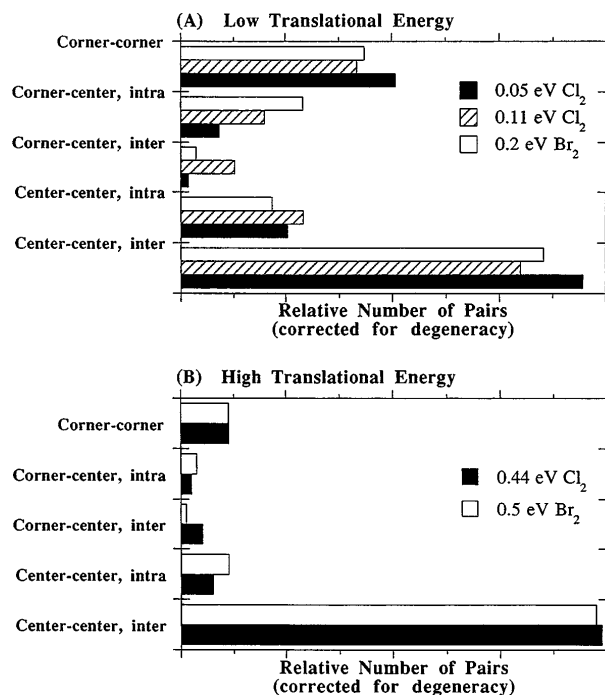 (A) Low Translational Energy
Corner-corner
Corner-center, intra
Corner-center, inter
Center-center, intra
Center-center, inter
0.05 eV Cl₂
0.11 eV Cl₂
0.2 eV Br₂
Relative Number of Pairs
(corrected for degeneracy)
(B) High Translational Energy
Corner-corner
Corner-center, intra
Corner-center, inter
Center-center, intra
Center-center, inter
0.44 eV Cl₂
0.5 eV Br₂
Relative Number of Pairs
(corrected for degeneracy)